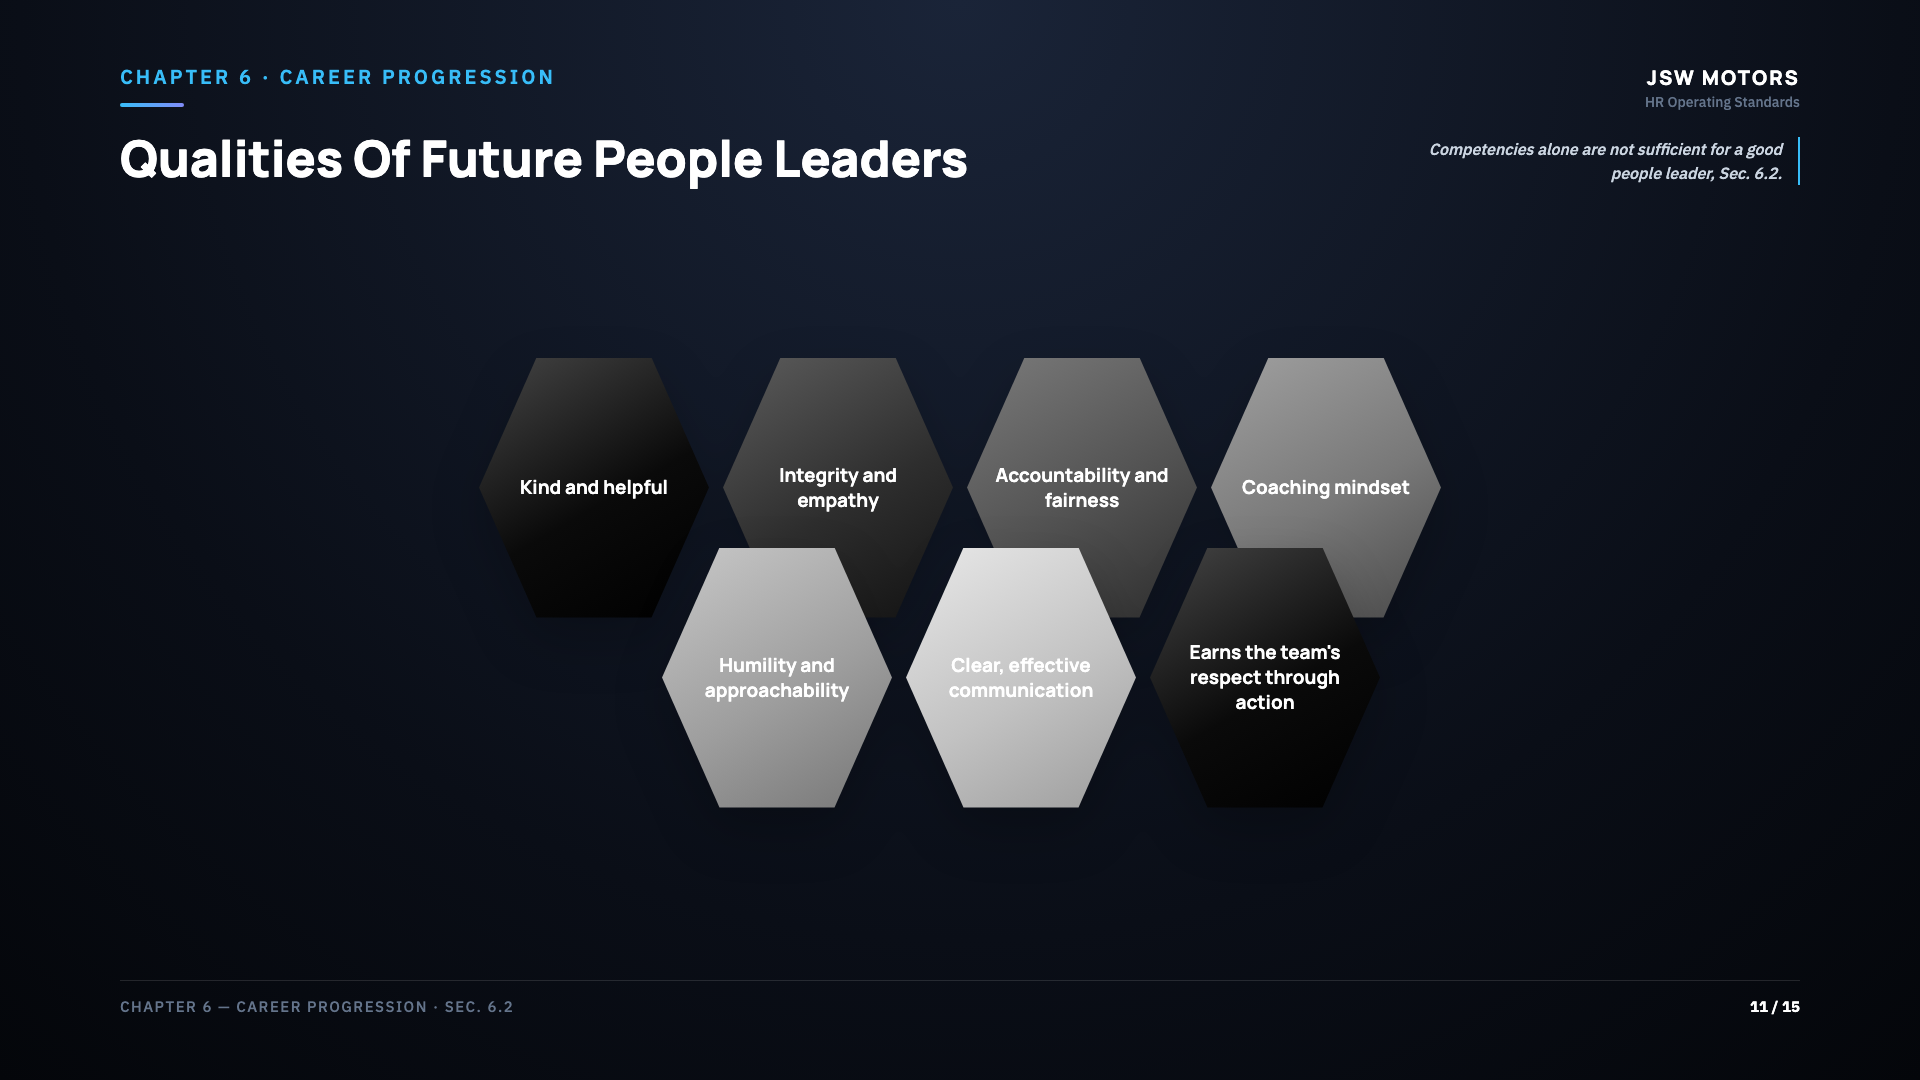 CHAPTER 6 · CAREER PROGRESSION
JSW MOTORS
HR Operating Standards
Qualities Of Future People Leaders
Competencies alone are not sufficient for a good
people leader, Sec. 6.2.
Kind and helpful
Integrity and
empathy
Accountability and
fairness
Coaching mindset
Humility and
approachability
Clear, effective
communication
Earns the team's
respect through
action
CHAPTER 6 — CAREER PROGRESSION · SEC. 6.2
11 / 15